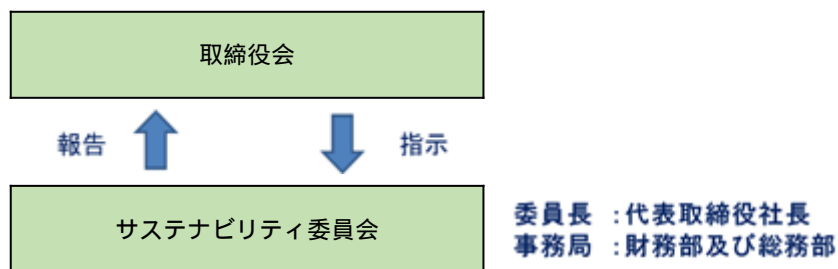 取締役会
報告
指示
サステナビリティ委員会
委員長 :代表取締役社長
事務局 :財務部及び総務部